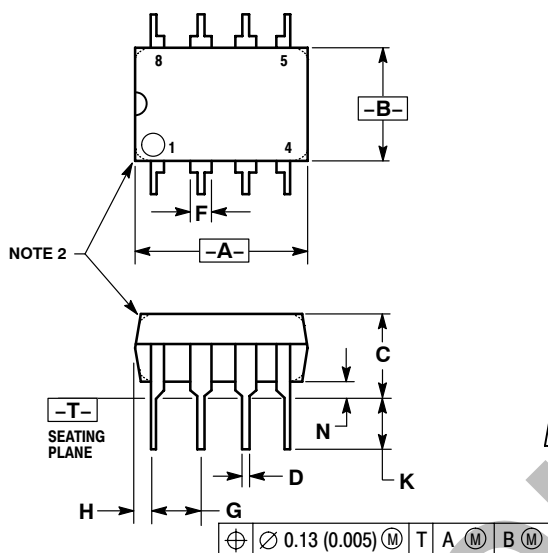 8 5
–B–
1 4
F
–A–
NOTE 2
C
–T–
N
SEATING
PLANE
D
K
H
G
⌖ ∅ 0.13 (0.005) Ⓜ T A Ⓜ B Ⓜ